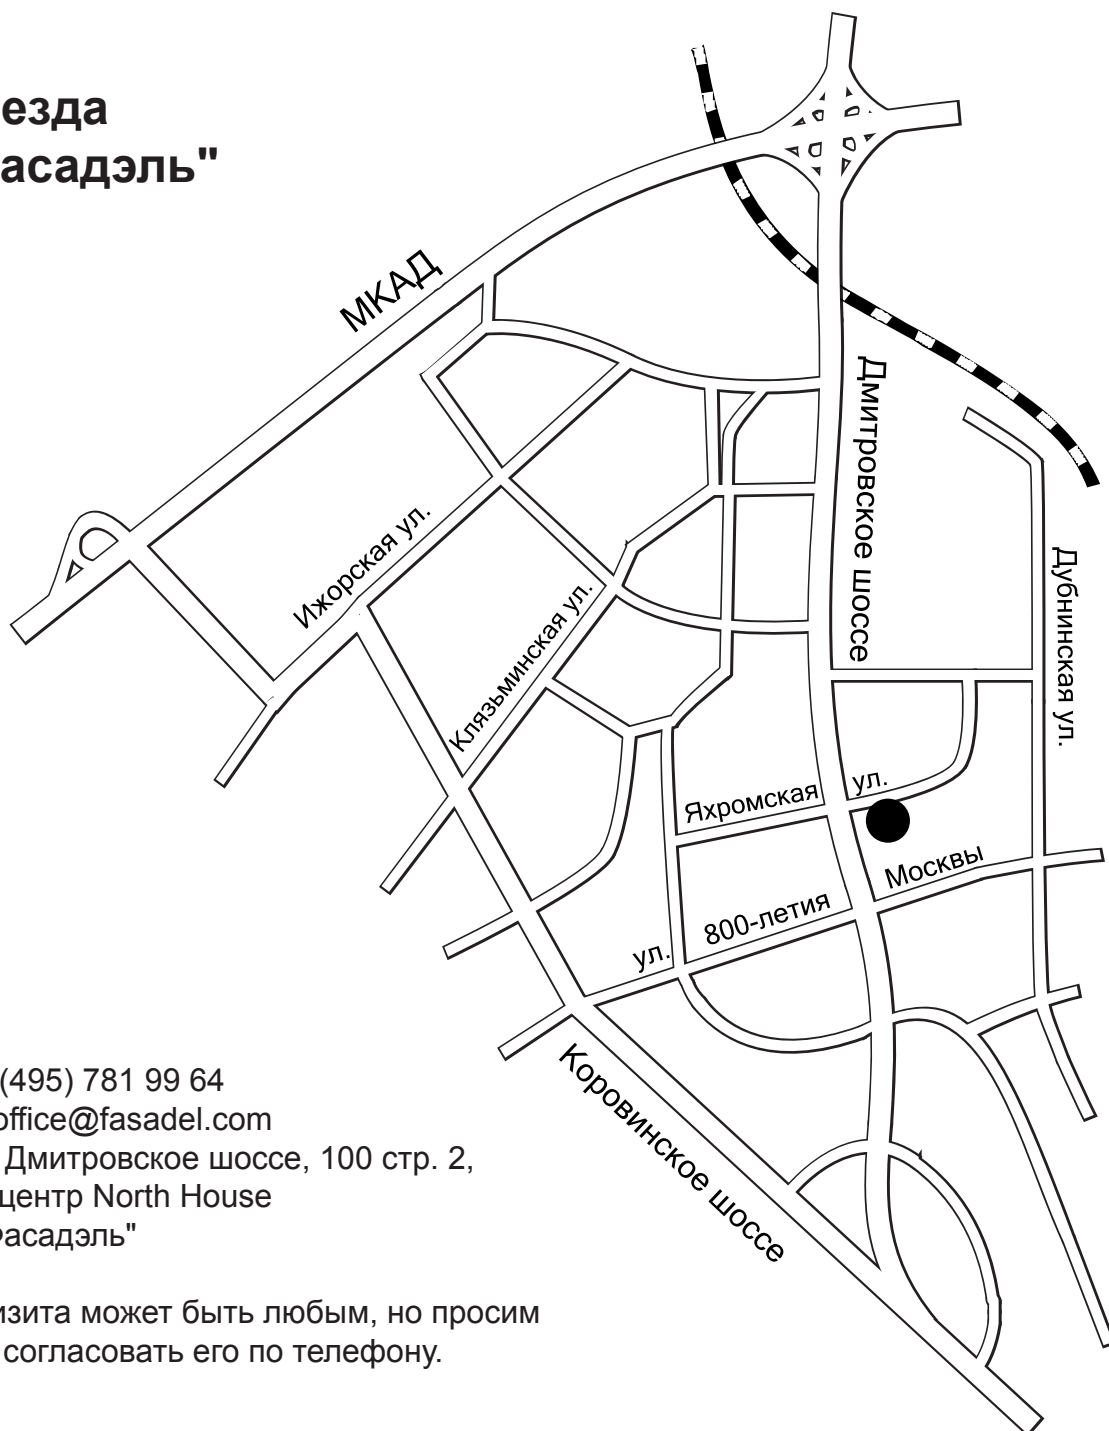 езда
асадэль"
МКАД
Дмитровское шоссе
Ижорская ул.
Клязьминская ул.
Дубнинская ул.
Яхромская ул.
ул. 800-летия Москвы
Коровинское шоссе
(495) 781 99 64
office@fasadel.com
Дмитровское шоссе, 100 стр. 2,
центр North House
Фасадэль"
изита может быть любым, но просим
согласовать его по телефону.